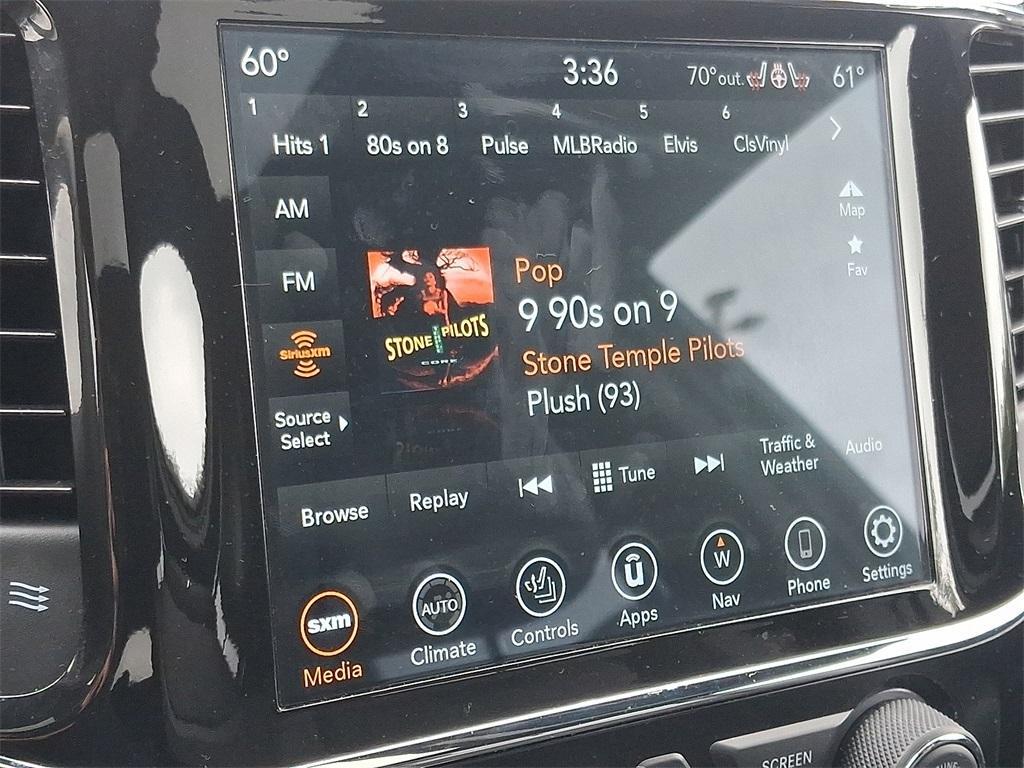 60° 3:36 70°out. 61°
1 2 3 4 5 6
Hits 1 80s on 8 Pulse MLBRadio Elvis ClsVinyl
AM
Map
FM
Fav
Pop
9 90s on 9
STONE TEMPLE PILOTS
CORE
SiriusXM
Stone Temple Pilots
Plush (93)
Source
Select
Browse Replay Tune Traffic &
Weather Audio
sxm AUTO u W
Media Climate Controls Apps Nav Phone Settings
SCREEN